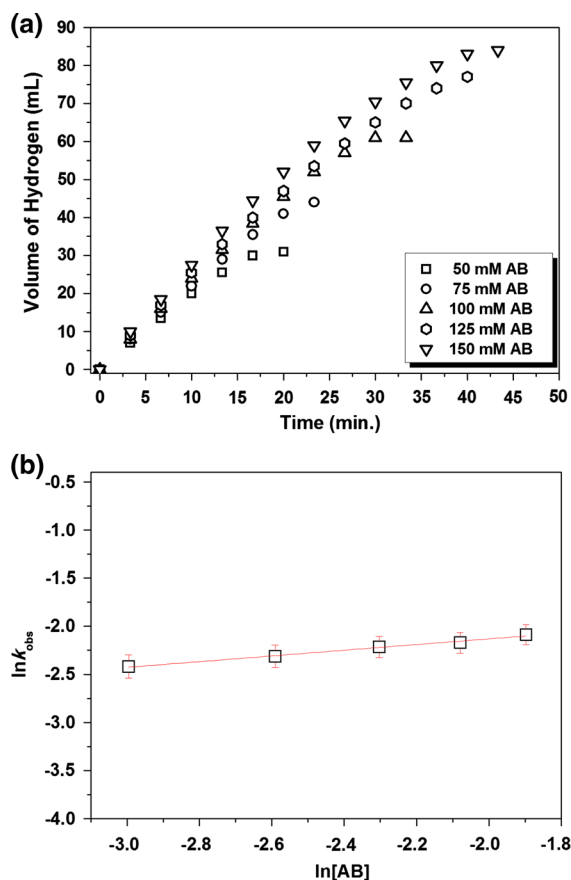 (a)
90
80
70
60
50
40
30
20
10
0
Volume of Hydrogen (mL)
50 mM AB
75 mM AB
100 mM AB
125 mM AB
150 mM AB
0 5 10 15 20 25 30 35 40 45 50
Time (min.)
(b)
-0.5
-1.0
-1.5
-2.0
-2.5
-3.0
-3.5
-4.0
lnkobs
-3.0 -2.8 -2.6 -2.4 -2.2 -2.0 -1.8
ln[AB]